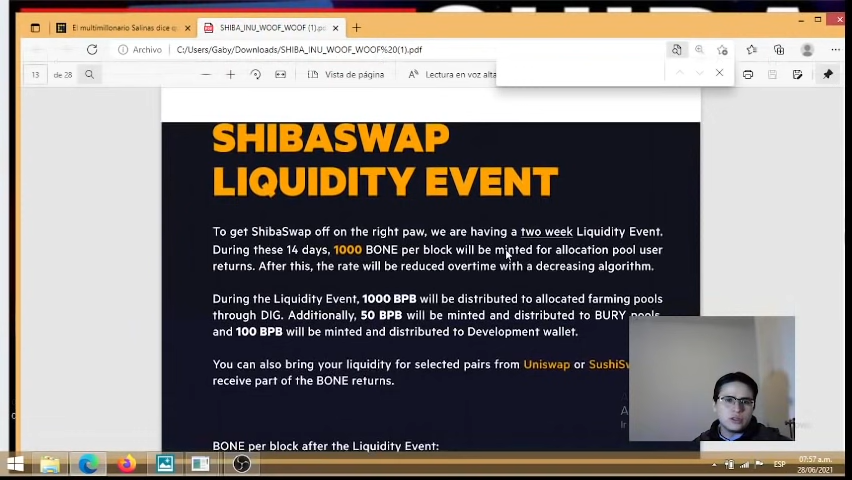 El multimillonario Salinas dice q
SHIBA_INU_WOOF_WOOF (1).p
Archivo
C:/Users/Gaby/Downloads/SHIBA_INU_WOOF_WOOF%20(1).pdf
13 de 28
Vista de página
Lectura en voz alta
SHIBASWAP
LIQUIDITY EVENT
To get ShibaSwap off on the right paw, we are having a two week Liquidity Event.
During these 14 days, 1000 BONE per block will be minted for allocation pool user
returns. After this, the rate will be reduced overtime with a decreasing algorithm.
During the Liquidity Event, 1000 BPB will be distributed to allocated farming pools
through DIG. Additionally, 50 BPB will be minted and distributed to BURY pools,
and 100 BPB will be minted and distributed to Development wallet.
You can also bring your liquidity for selected pairs from Uniswap or SushiSw
receive part of the BONE returns.
BONE per block after the Liquidity Event:
ESP
07:57 a.m.
28/06/2021